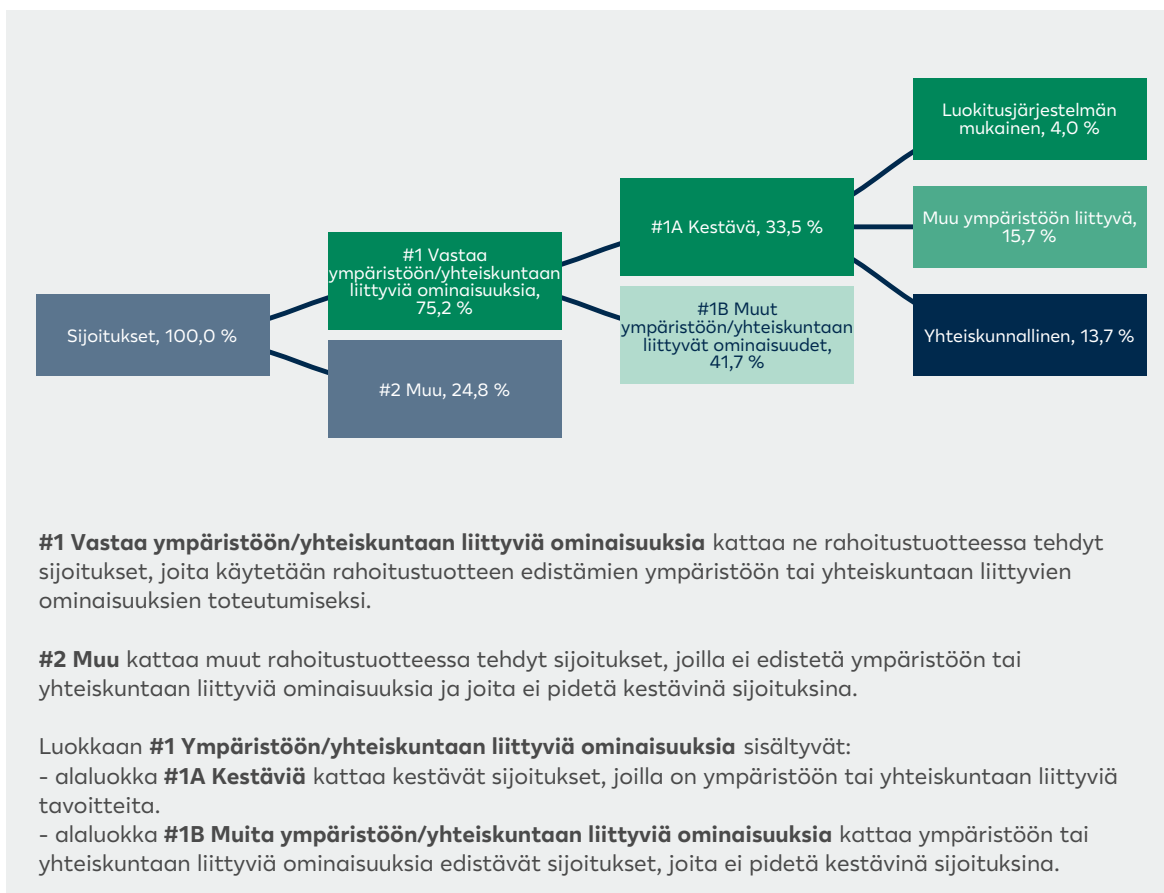 Luokitusjärjestelmän
mukainen, 4,0 %
#1A Kestävä, 33,5 %
Muu ympäristöön liittyvä,
15,7 %
#1 Vastaa
ympäristöön/yhteiskuntaan
liittyviä ominaisuuksia,
75,2 %
Sijoitukset, 100,0 %
#1B Muut
ympäristöön/yhteiskuntaan
liittyvät ominaisuudet,
41,7 %
Yhteiskunnallinen, 13,7 %
#2 Muu, 24,8 %
#1 Vastaa ympäristöön/yhteiskuntaan liittyviä ominaisuuksia kattaa ne rahoitustuotteessa tehdyt
sijoitukset, joita käytetään rahoitustuotteen edistämien ympäristöön tai yhteiskuntaan liittyvien
ominaisuuksien toteutumiseksi.
#2 Muu kattaa muut rahoitustuotteessa tehdyt sijoitukset, joilla ei edistetä ympäristöön tai
yhteiskuntaan liittyviä ominaisuuksia ja joita ei pidetä kestävinä sijoituksina.
Luokkaan #1 Ympäristöön/yhteiskuntaan liittyviä ominaisuuksia sisältyvät:
- alaluokka #1A Kestäviä kattaa kestävät sijoitukset, joilla on ympäristöön tai yhteiskuntaan liittyviä
tavoitteita.
- alaluokka #1B Muita ympäristöön/yhteiskuntaan liittyviä ominaisuuksia kattaa ympäristöön tai
yhteiskuntaan liittyviä ominaisuuksia edistävät sijoitukset, joita ei pidetä kestävinä sijoituksina.